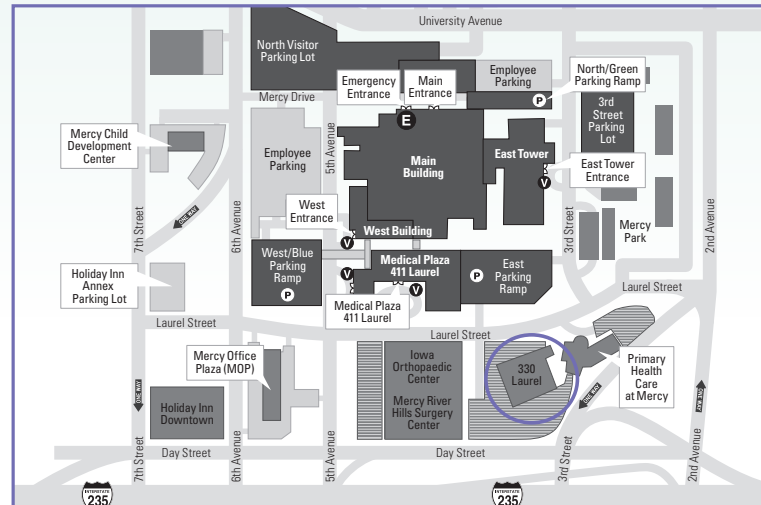 University Avenue
North Visitor
Parking Lot
Emergency
Entrance
Main
Entrance
Employee
Parking
North/Green
Parking Ramp
P
Mercy Drive
E
3rd
Street
Parking
Lot
Mercy Child
Development
Center
Employee
Parking
5th Avenue
Main
Building
East Tower
East Tower
Entrance
V
ONE WAY
7th Street
6th Avenue
West
Entrance
West Building
V
3rd Street
Mercy
Park
2nd Avenue
Holiday Inn
Annex
Parking Lot
West/Blue
Parking
Ramp
P
V
Medical Plaza
411 Laurel
V
P
East
Parking
Ramp
Laurel Street
Medical Plaza
411 Laurel
Laurel Street
Laurel Street
Mercy Office
Plaza (MOP)
Iowa
Orthopaedic
Center
Mercy River
Hills Surgery
Center
330
Laurel
Primary
Health Care
at Mercy
ONE WAY
ONE WAY
ONE WAY
Holiday Inn
Downtown
Day Street
Day Street
7th Street
6th Avenue
5th Avenue
3rd Street
2nd Avenue
INTERSTATE
235
INTERSTATE
235